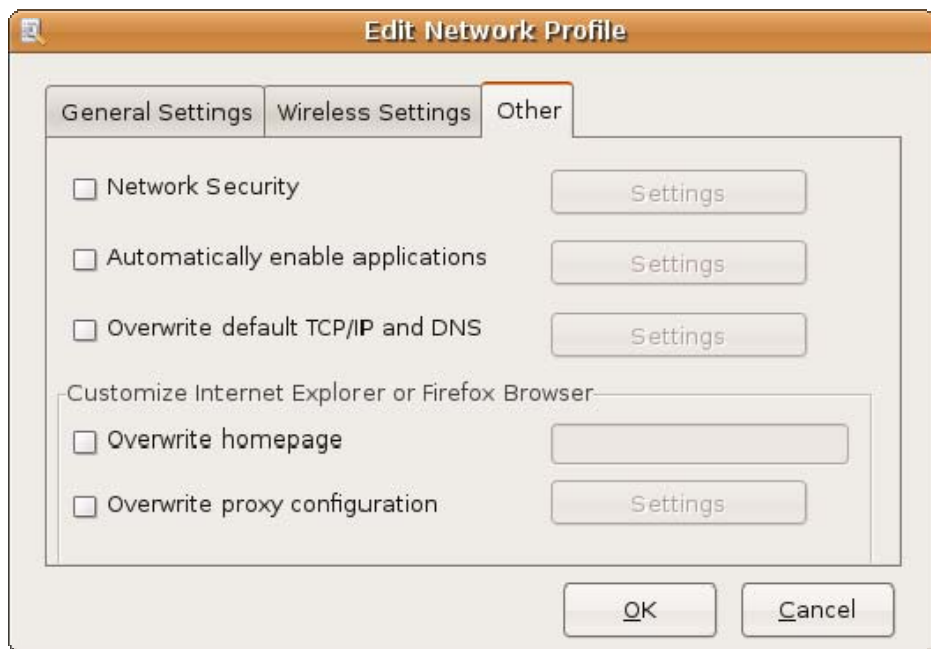 Edit Network Profile
General Settings Wireless Settings Other
Network Security Settings
Automatically enable applications Settings
Overwrite default TCP/IP and DNS Settings
Customize Internet Explorer or Firefox Browser
Overwrite homepage
Overwrite proxy configuration Settings
OK Cancel